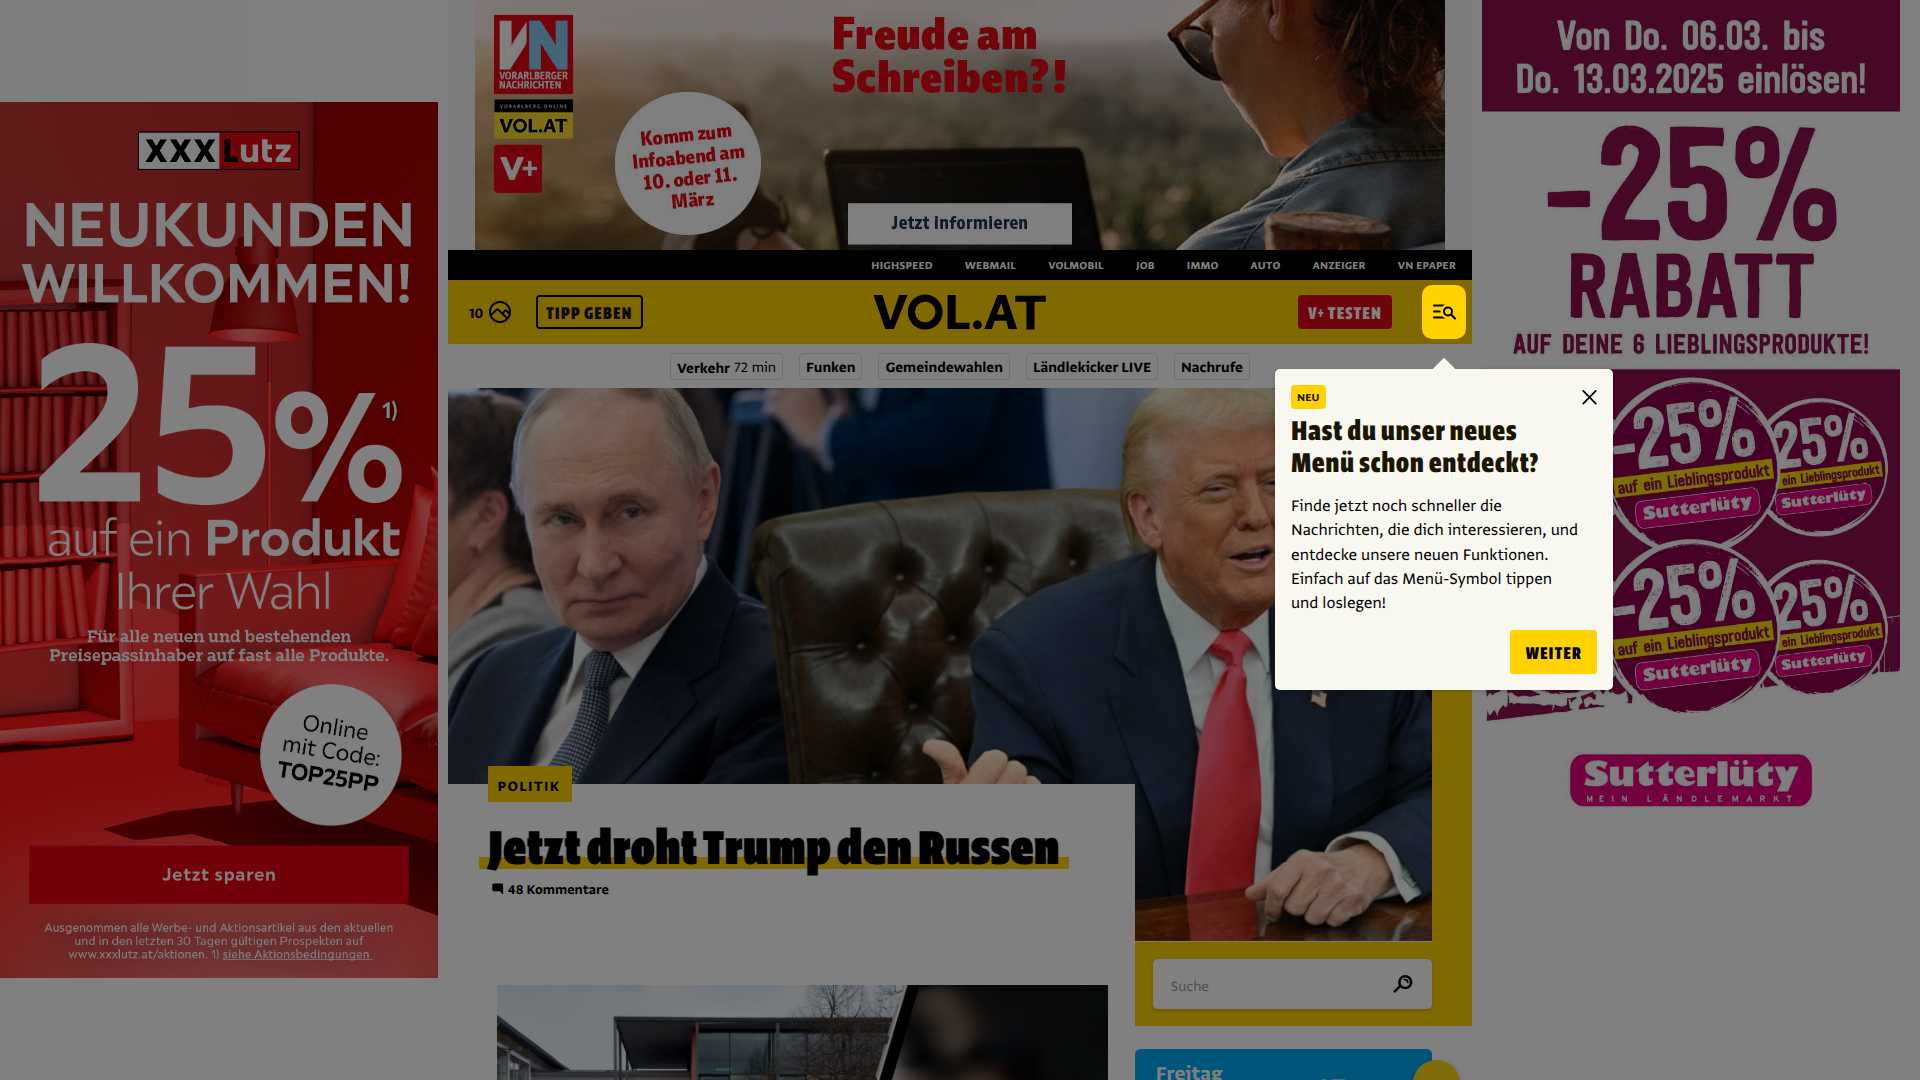 XXXLutz
NEUKUNDEN
WILLKOMMEN!
25%
1)
auf ein Produkt
Ihrer Wahl
Für alle neuen und bestehenden
Preisepassinhaber auf fast alle Produkte.
Online
mit Code:
TOP25PP
Jetzt sparen
Ausgenommen alle Werbe- und Aktionsartikel aus den aktuellen
und in den letzten 30 Tagen gültigen Prospekten auf
www.xxxlutz.at/aktionen. 1) siehe Aktionsbedingungen
VN
VORARLBERGER
NACHRICHTEN
VORARLBERG ONLINE
VOL.AT
V+
Komm zum
Infoabend am
10. oder 11.
März
Freude am
Schreiben?!
Jetzt Informieren
HIGHSPEED WEBMAIL VOLMOBIL JOB IMMO AUTO ANZEIGER VN EPAPER
10 TIPP GEBEN VOL.AT V+ TESTEN
Verkehr 72 min Funken Gemeindewahlen Ländlekicker LIVE Nachrufe
NEU
Hast du unser neues
Menü schon entdeckt?
Finde jetzt noch schneller die
Nachrichten, die dich interessieren, und
entdecke unsere neuen Funktionen.
Einfach auf das Menü-Symbol tippen
und loslegen!
WEITER
POLITIK
Jetzt droht Trump den Russen
48 Kommentare
Suche
Freitag
Von Do. 06.03. bis
Do. 13.03.2025 einlösen!
-25%
RABATT
AUF DEINE 6 LIEBLINGSPRODUKTE!
-25%
auf ein Lieblingsprodukt
Sutterlüty
25%
ein Lieblingsprodukt
Sutterlüty
-25%
auf ein Lieblingsprodukt
Sutterlüty
25%
ein Lieblingsprodukt
Sutterlüty
Sutterlüty
MEIN LÄNDLEMARKT